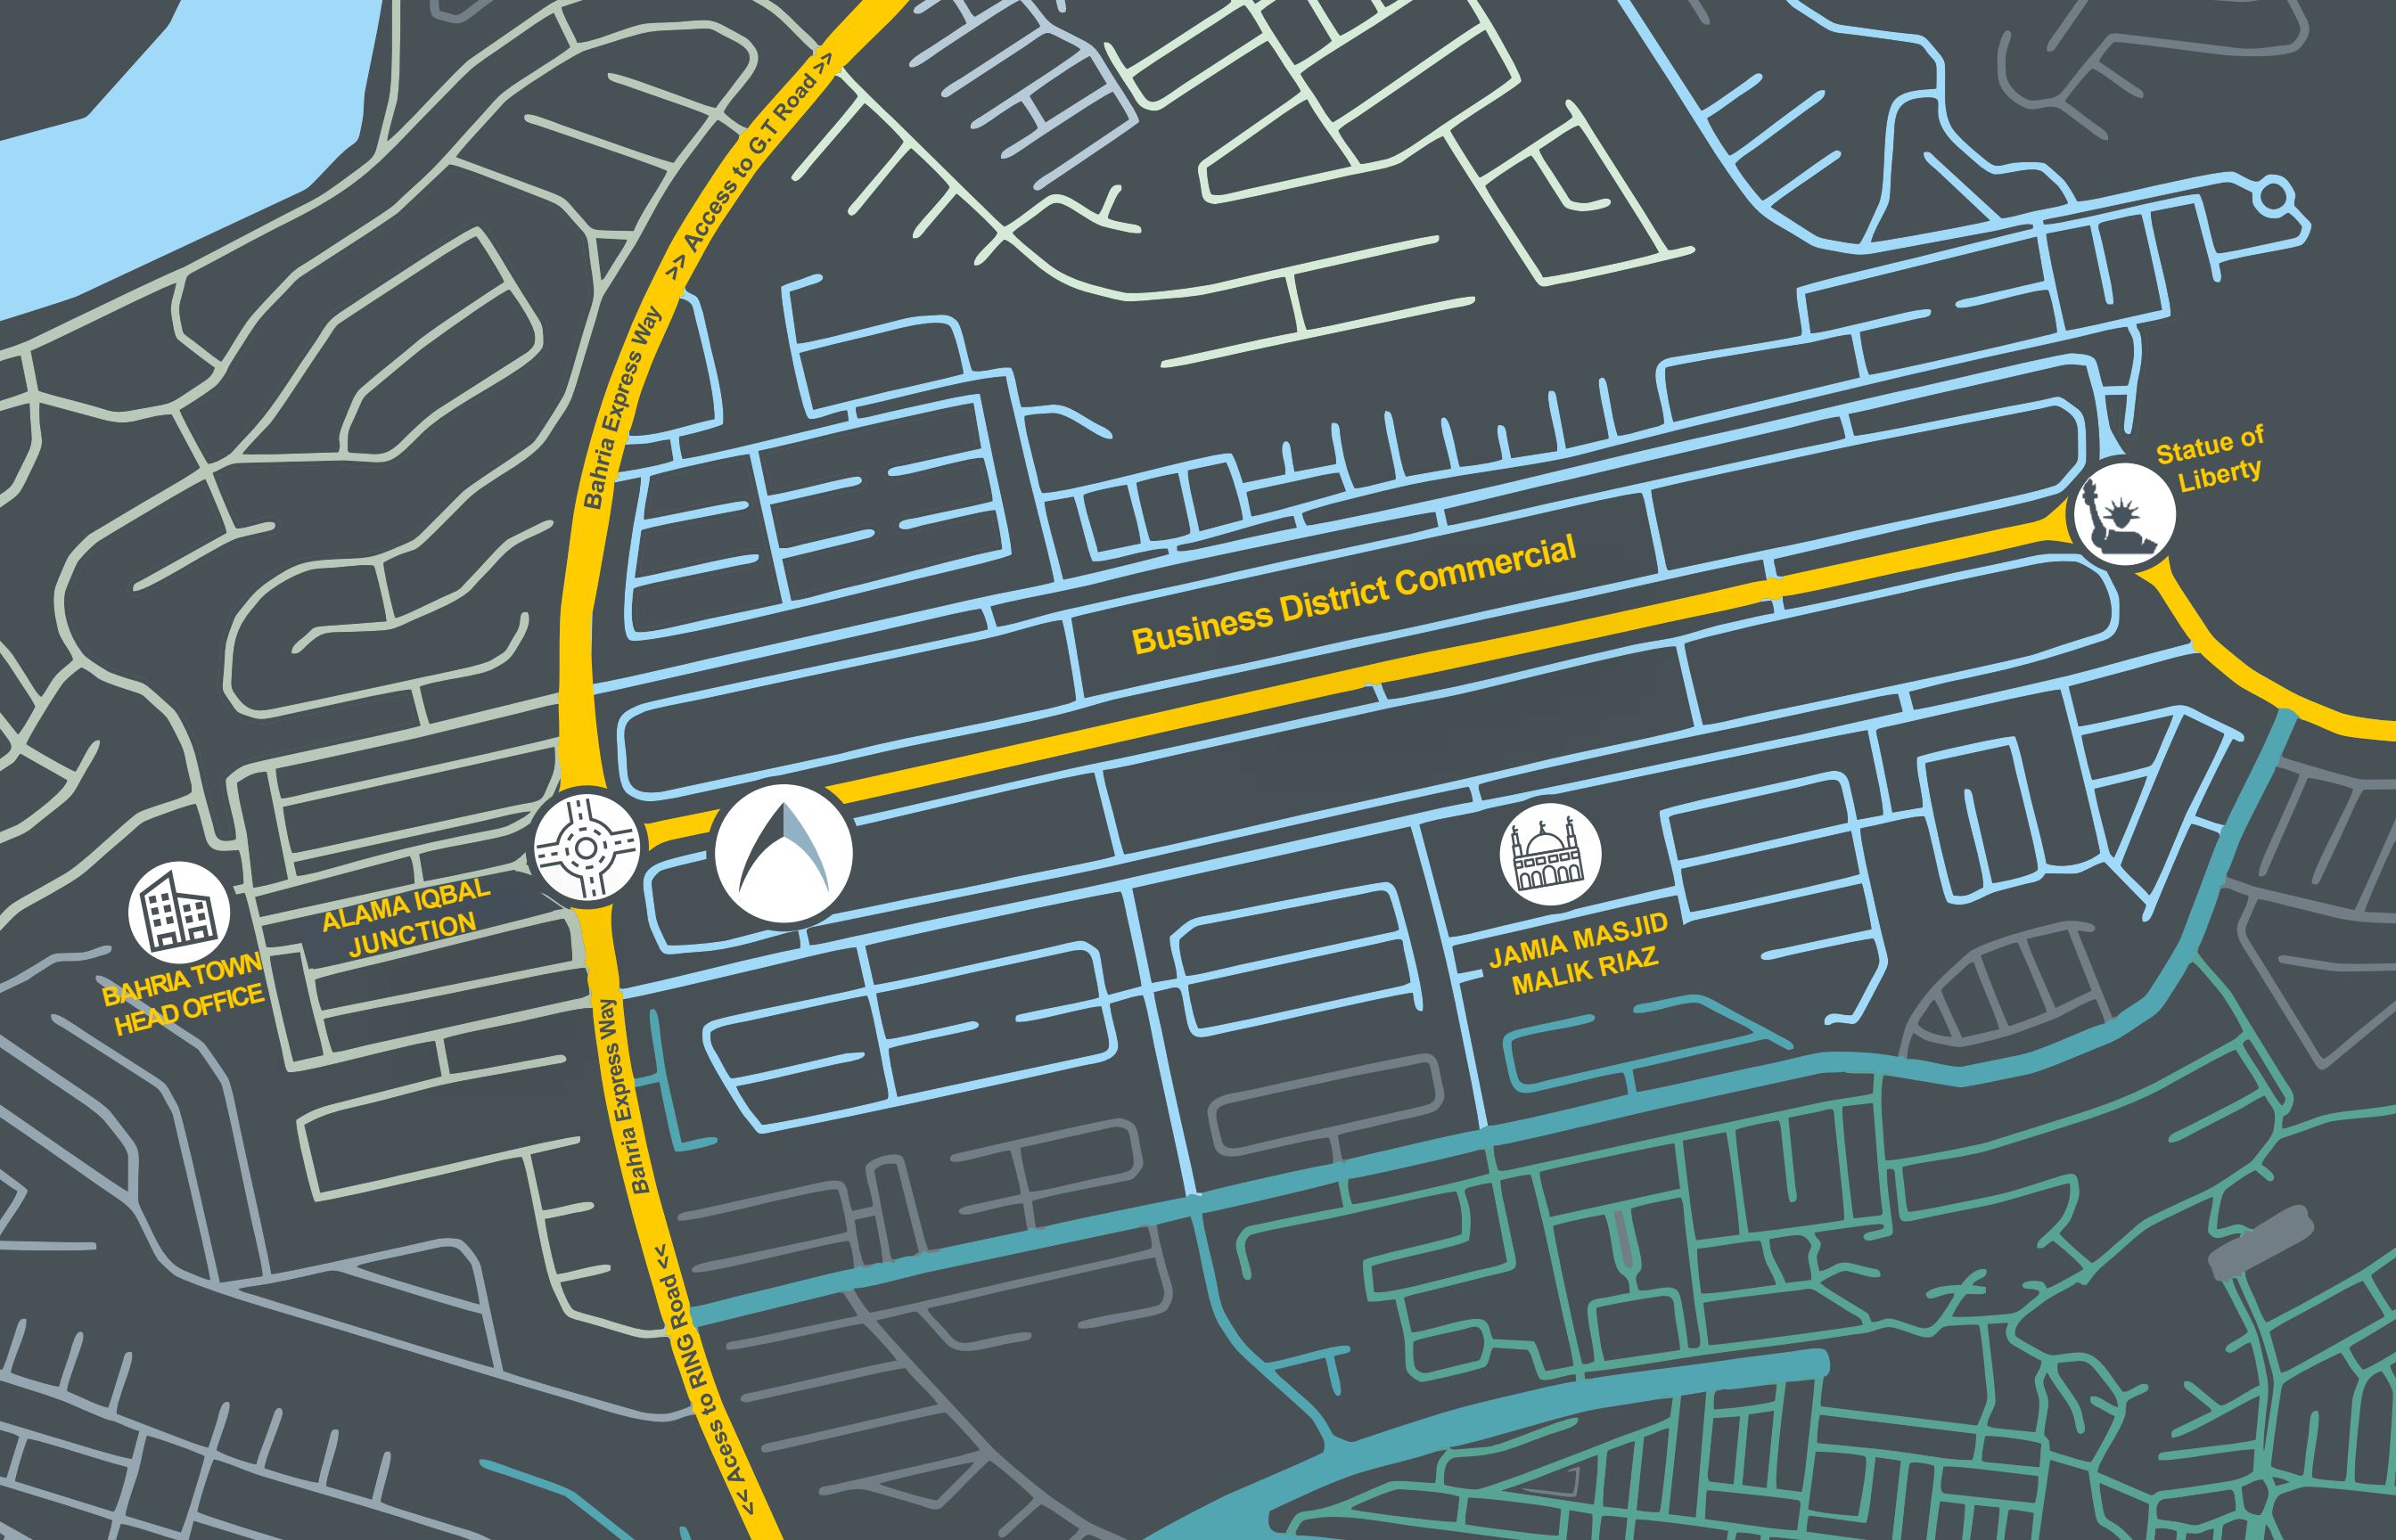 >> Access to G.T Road >>
Bahria Express Way
Statue of
Liberty
Business District Commercial
ALAMA IQBAL
JUNCTION
BAHRIA TOWN
HEAD OFFICE
JAMIA MASJID
MALIK RIAZ
Bahria Express Way
<< Access to RING Road <<